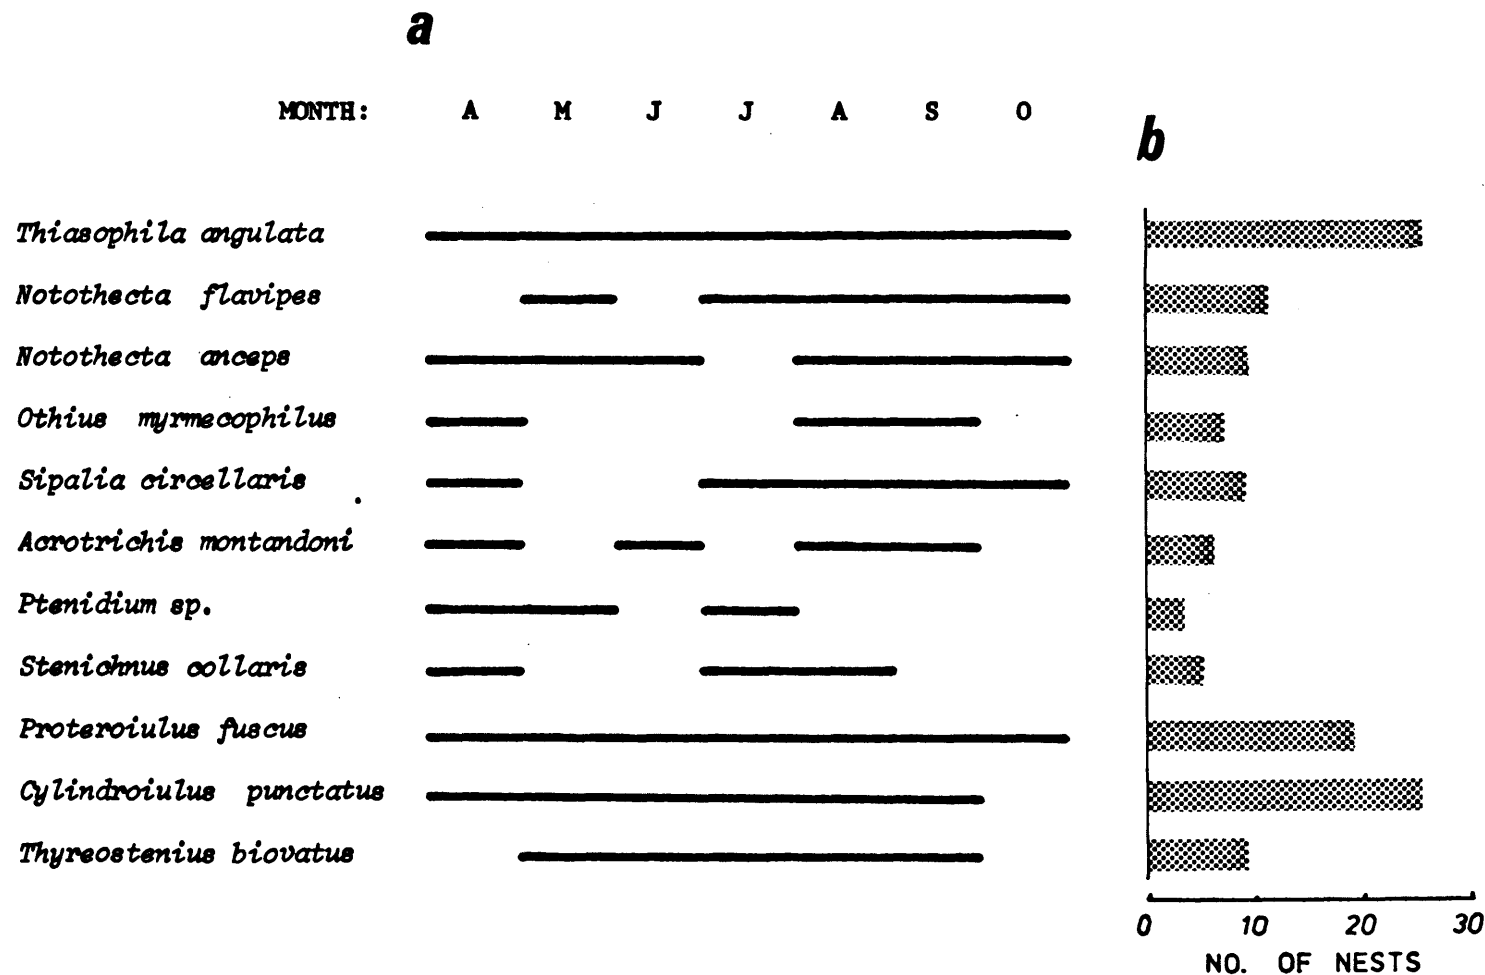 a
MONTH: A M J J A S O
b
Thiasophila angulata
Notothecta flavipes
Notothecta anceps
Othius myrmecophilus
Sipalia circellaris
Acrotrichis montandoni
Ptenidium sp.
Stenichnus collaris
Proteroiulus fuscus
Cylindroiulus punctatus
Thyreostenius biovatus
0 10 20 30
NO. OF NESTS